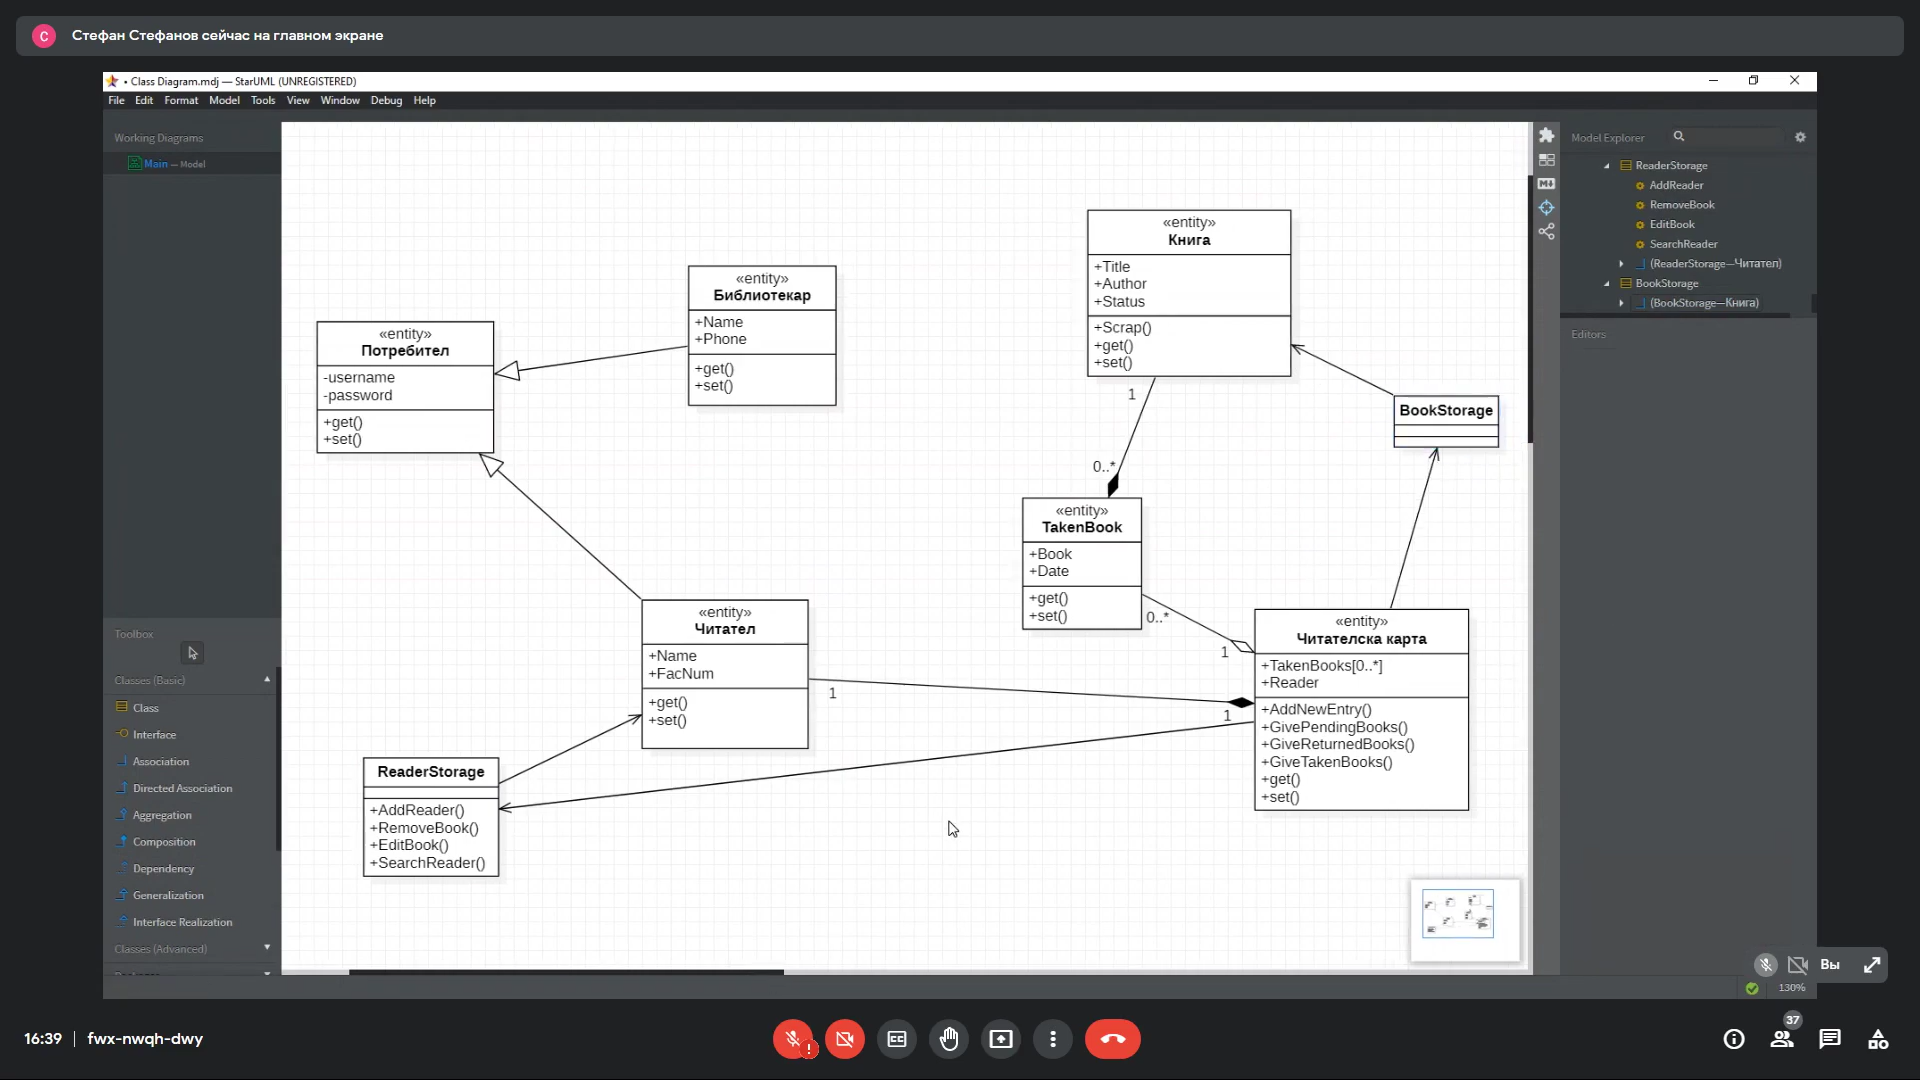 С
Стефан Стефанов сейчас на главном экране
• Class Diagram.mdj — StarUML (UNREGISTERED)
File Edit Format Model Tools View Window Debug Help
Working Diagrams
Main — Model
Toolbox
Classes (Basic)
Class
Interface
Association
Directed Association
Aggregation
Composition
Dependency
Generalization
Interface Realization
Classes (Advanced)
«entity»
Потребител
-username
-password
+get()
+set()
«entity»
Библиотекар
+Name
+Phone
+get()
+set()
«entity»
Книга
+Title
+Author
+Status
+Scrap()
+get()
+set()
1
0..*
BookStorage
«entity»
TakenBook
+Book
+Date
+get()
+set()
0..*
1
«entity»
Читател
+Name
+FacNum
+get()
+set()
1
1
«entity»
Читателска карта
+TakenBooks[0..*]
+Reader
+AddNewEntry()
+GivePendingBooks()
+GiveReturnedBooks()
+GiveTakenBooks()
+get()
+set()
ReaderStorage
+AddReader()
+RemoveBook()
+EditBook()
+SearchReader()
Model Explorer
ReaderStorage
AddReader
RemoveBook
EditBook
SearchReader
(ReaderStorage—Читател)
BookStorage
(BookStorage—Книга)
Editors
Вы
130%
16:39 | fwx-nwqh-dwy
37